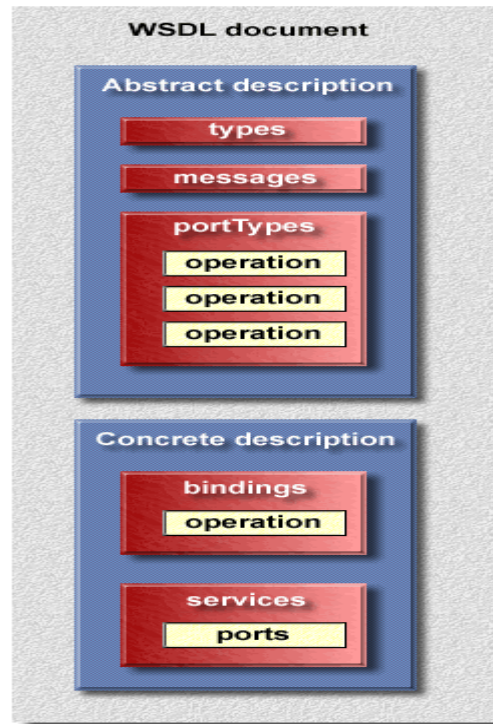 WSDL document
Abstract description
types
messages
portTypes
operation
operation
operation
Concrete description
bindings
operation
services
ports